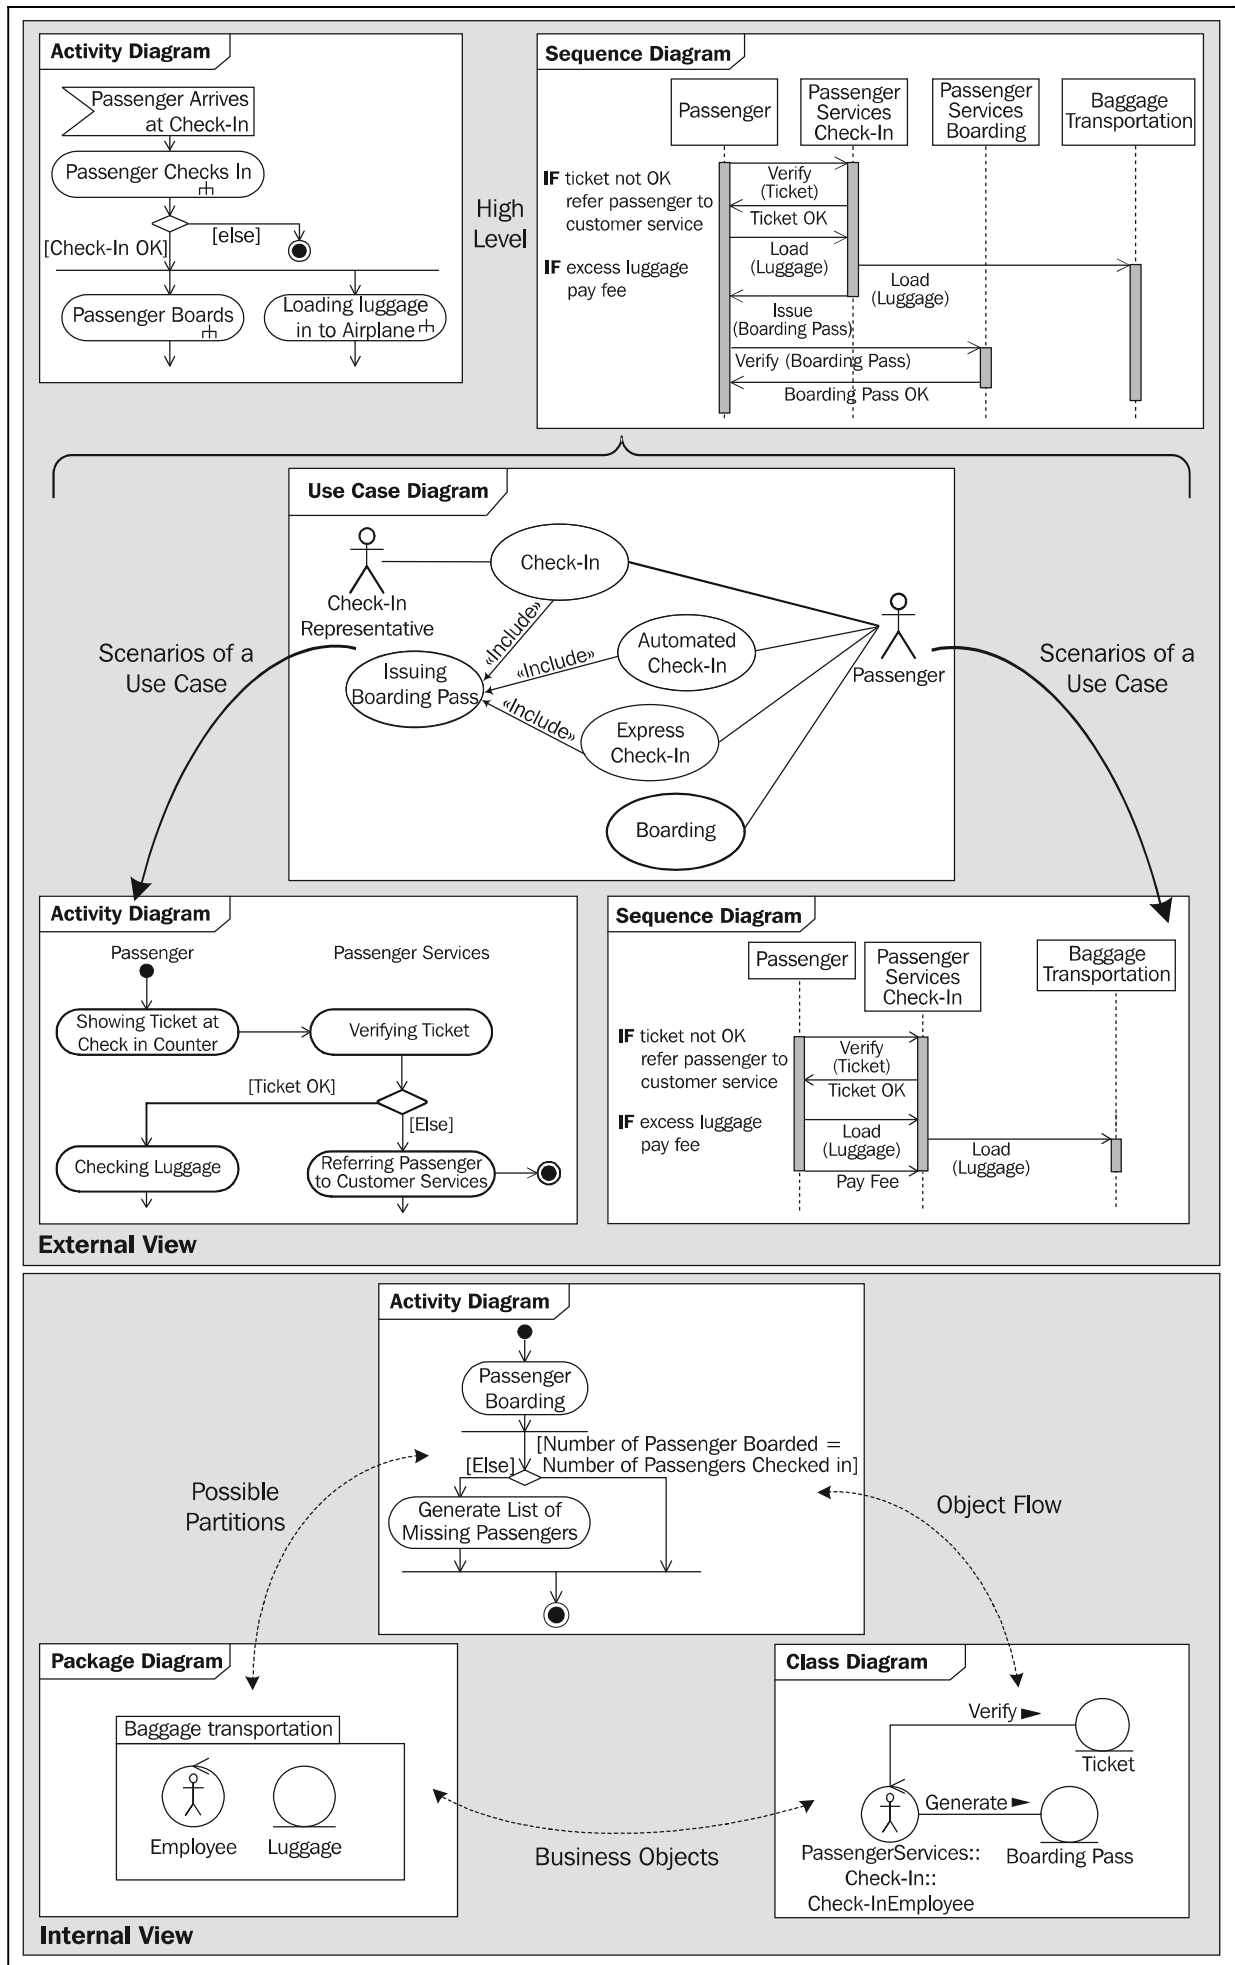 Activity Diagram
Passenger Arrives
at Check-In
Passenger Checks In
[Check-In OK]
[else]
Passenger Boards
Loading luggage
in to Airplane
High
Level
Sequence Diagram
Passenger
Passenger
Services
Check-In
Passenger
Services
Boarding
Baggage
Transportation
IF ticket not OK
refer passenger to
customer service
IF excess luggage
pay fee
Verify
(Ticket)
Ticket OK
Load
(Luggage)
Load
(Luggage)
Issue
(Boarding Pass)
Verify (Boarding Pass)
Boarding Pass OK
Use Case Diagram
Check-In
Representative
Check-In
«Include»
Automated
Check-In
«Include»
Issuing
Boarding Pass
«Include»
Express
Check-In
Boarding
Passenger
Scenarios of a
Use Case
Scenarios of a
Use Case
Activity Diagram
Passenger
Passenger Services
Showing Ticket at
Check in Counter
Verifying Ticket
[Ticket OK]
[Else]
Checking Luggage
Referring Passenger
to Customer Services
Sequence Diagram
Passenger
Passenger
Services
Check-In
Baggage
Transportation
IF ticket not OK
refer passenger to
customer service
IF excess luggage
pay fee
Verify
(Ticket)
Ticket OK
Load
(Luggage)
Load
(Luggage)
Pay Fee
External View
Activity Diagram
Passenger
Boarding
[Number of Passenger Boarded =
Number of Passengers Checked in]
[Else]
Generate List of
Missing Passengers
Possible
Partitions
Object Flow
Package Diagram
Baggage transportation
Employee
Luggage
Business Objects
Class Diagram
Verify
Ticket
Generate
PassengerServices::
Check-In::
Check-InEmployee
Boarding Pass
Internal View